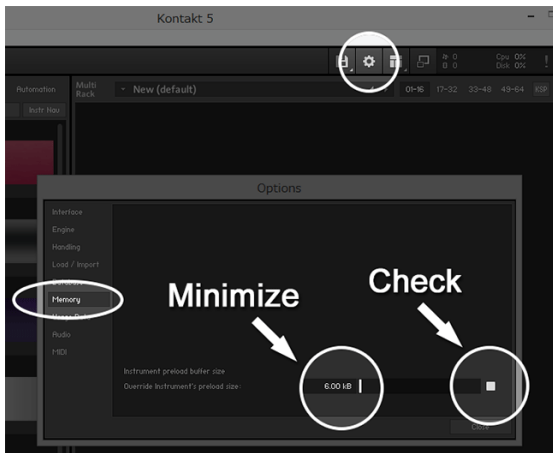 Kontakt 5
Cpu 0%
Disk 0%
Automation
Multi
Rack
New (default)
01-16 17-32 33-48 49-64 KSP
Instr Nav
Options
Interface
Engine
Handling
Load / Import
Memory
Audio
MIDI
Minimize
Check
Instrument preload buffer size
Override Instrument's preload size:
6.00 kB
Close